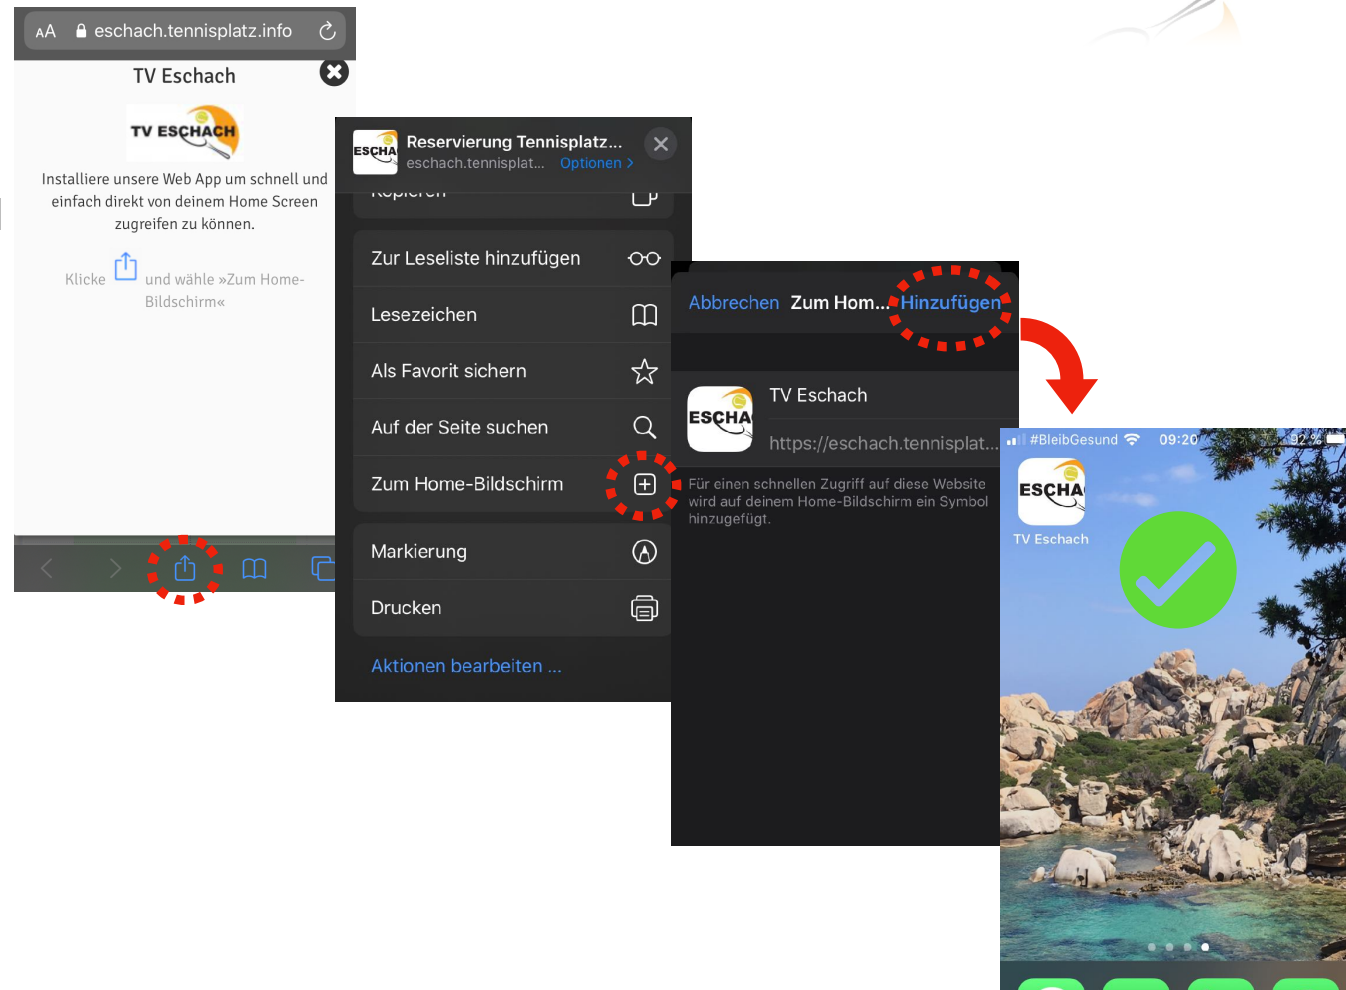 AA eschach.tennisplatz.info
TV Eschach
TV ESCHACH
Installiere unsere Web App um schnell und
einfach direkt von deinem Home Screen
zugreifen zu können.
Klicke und wähle »Zum Home-
Bildschirm«
ESCHA
Reservierung Tennisplatz...
eschach.tennisplat... Optionen >
Kopieren
Zur Leseliste hinzufügen
Lesezeichen
Als Favorit sichern
Auf der Seite suchen
Zum Home-Bildschirm
Markierung
Drucken
Aktionen bearbeiten ...
Abbrechen Zum Hom... Hinzufügen
ESCHA
TV Eschach
https://eschach.tennisplat...
Für einen schnellen Zugriff auf diese Website
wird auf deinem Home-Bildschirm ein Symbol
hinzugefügt.
#BleibGesund 09:20 92 %
ESCHA
TV Eschach